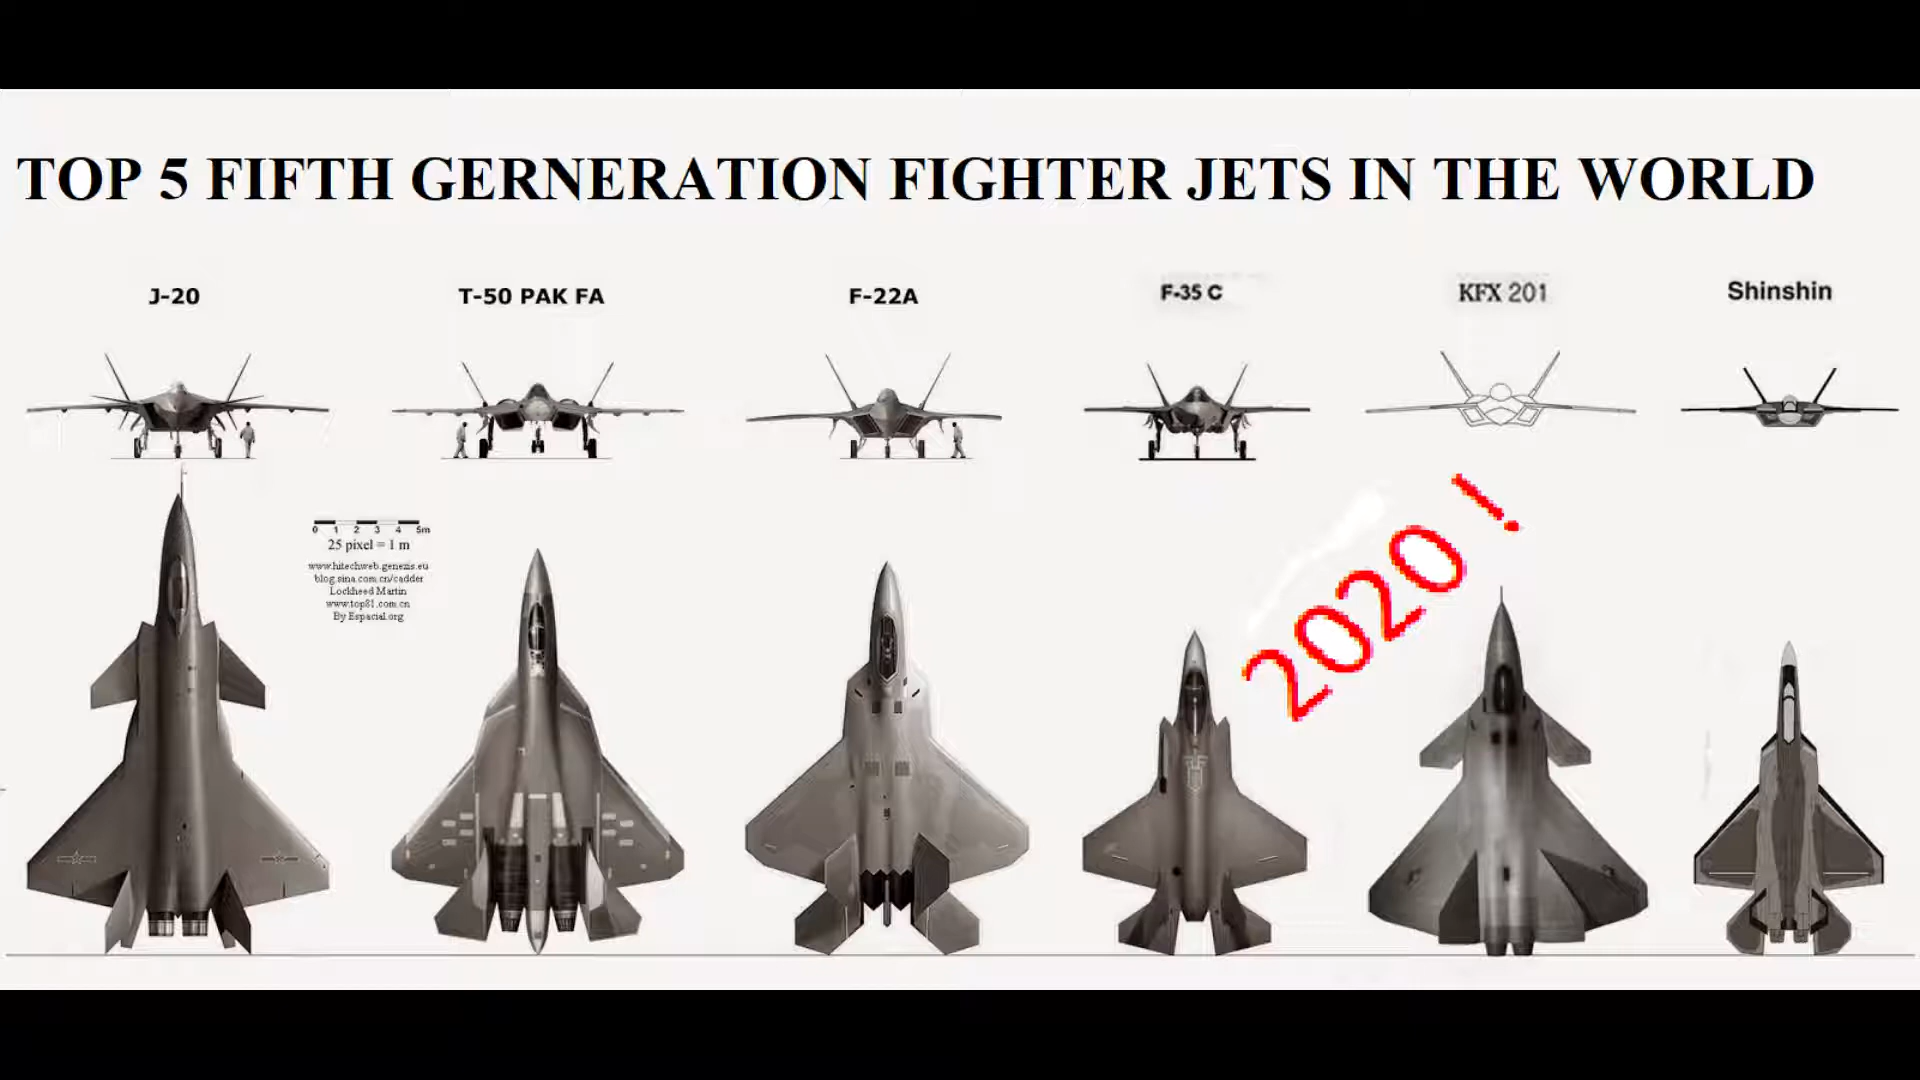 TOP 5 FIFTH GERNERATION FIGHTER JETS IN THE WORLD
J-20
T-50 PAK FA
F-22A
F-35 C
KFX 201
Shinshin
0 1 2 3 4 5m
25 pixel = 1 m
www.hitechweb.genezis.eu
blog.sina.com.cn/cadder
Lockheed Martin
www.top81.com.cn
By Espacial.org
2020 !